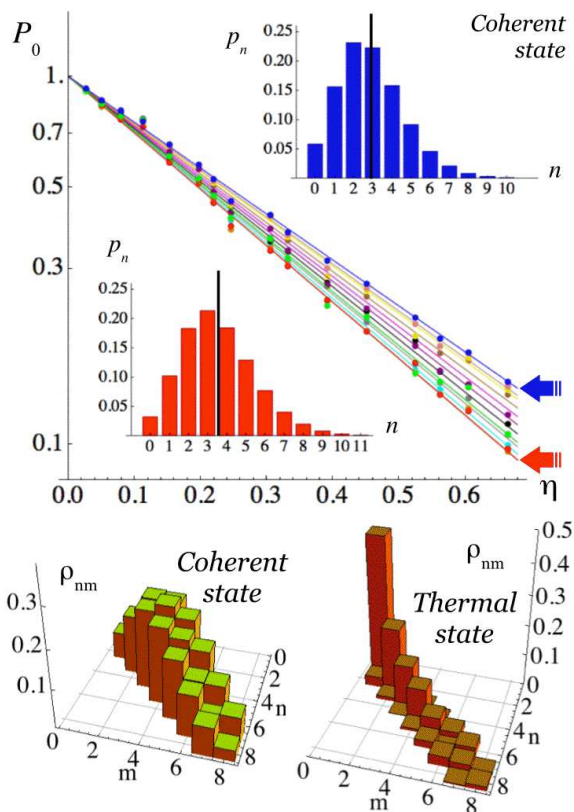 P0
1.
0.7
0.5
0.3
0.1
0.0 0.1 0.2 0.3 0.4 0.5 0.6 η
pn
0.25
0.20
0.15
0.10
0.05
0 1 2 3 4 5 6 7 8 9 10 n
Coherent
state
pn
0.25
0.20
0.15
0.10
0.05
0 1 2 3 4 5 6 7 8 9 10 11 n
ρnm
Coherent
state
0.3
0.2
0.1
0 2 4 6 8
m
0
2
4
6
8
n
ρnm
Thermal
state
0.5
0.4
0.3
0.2
0.1
0
0 2 4 6 8
m
2
4
6
8
n